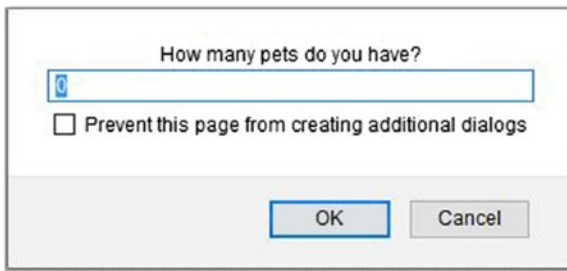 How many pets do you have?
0
Prevent this page from creating additional dialogs
OK Cancel